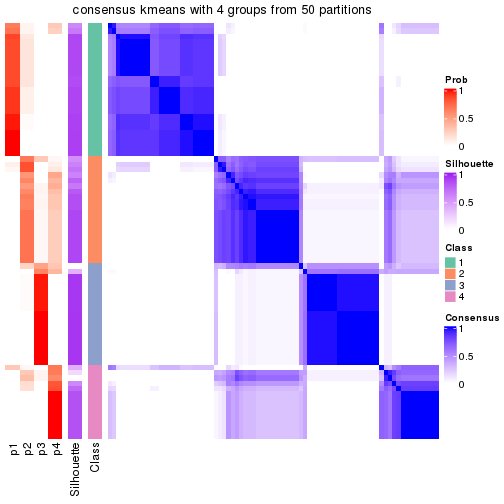 consensus kmeans with 4 groups from 50 partitions
Prob
1
0.5
0
Silhouette
1
0.5
0
Class
1
2
3
4
Consensus
1
0.5
0
p1
p2
p3
p4
Silhouette
Class